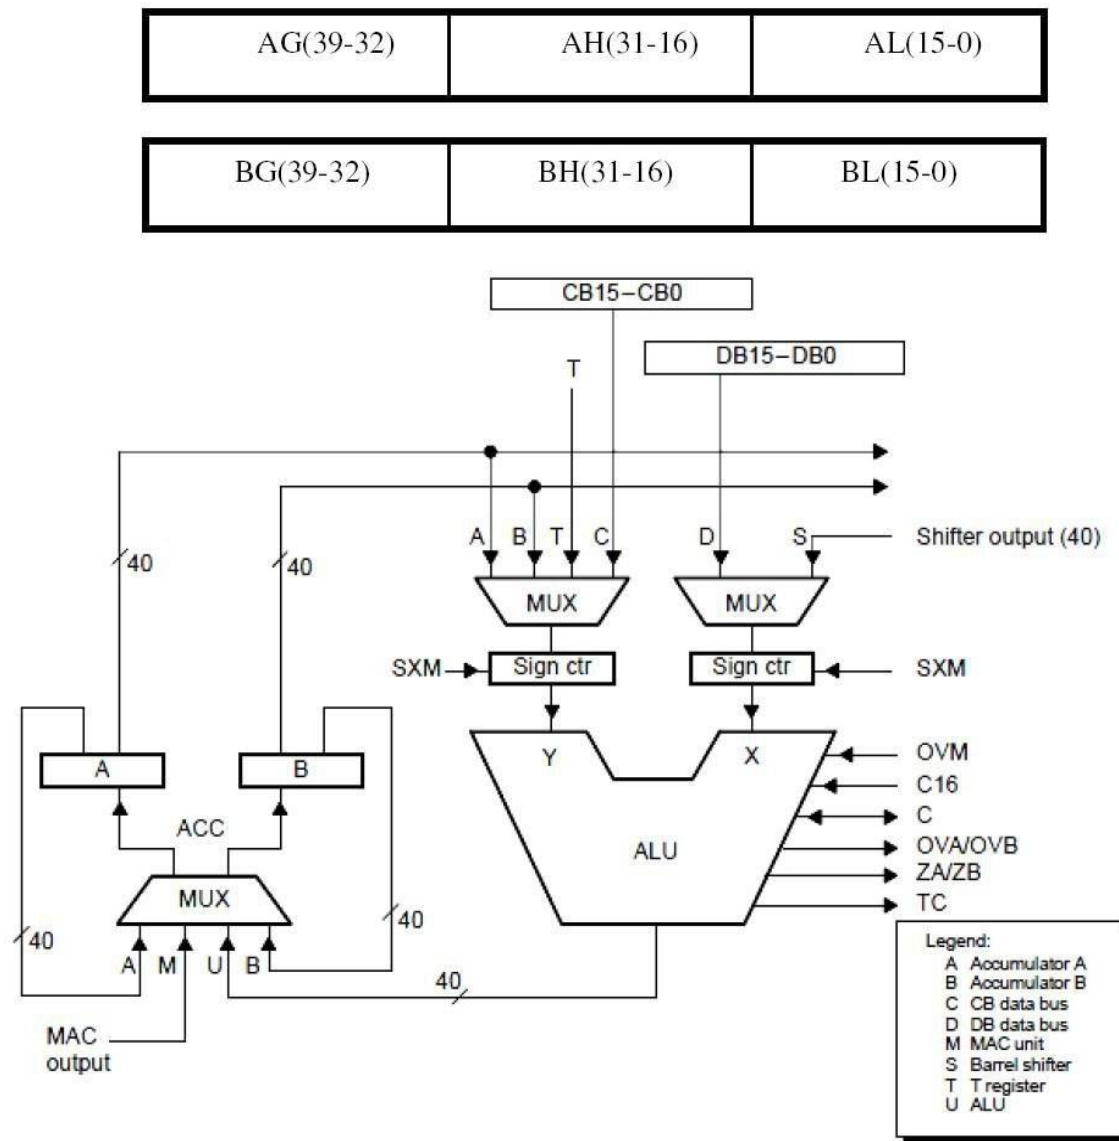 AG(39-32) AH(31-16) AL(15-0)
BG(39-32) BH(31-16) BL(15-0)
CB15–CB0
DB15–DB0
T
A B T C D S Shifter output (40)
40 40
MUX MUX
SXM Sign ctr Sign ctr SXM
Y X OVM
A B C16
C
ACC ALU OVA/OVB
ZA/ZB
MUX TC
40 40
A M U B 40
MAC
output
Legend:
A Accumulator A
B Accumulator B
C CB data bus
D DB data bus
M MAC unit
S Barrel shifter
T T register
U ALU